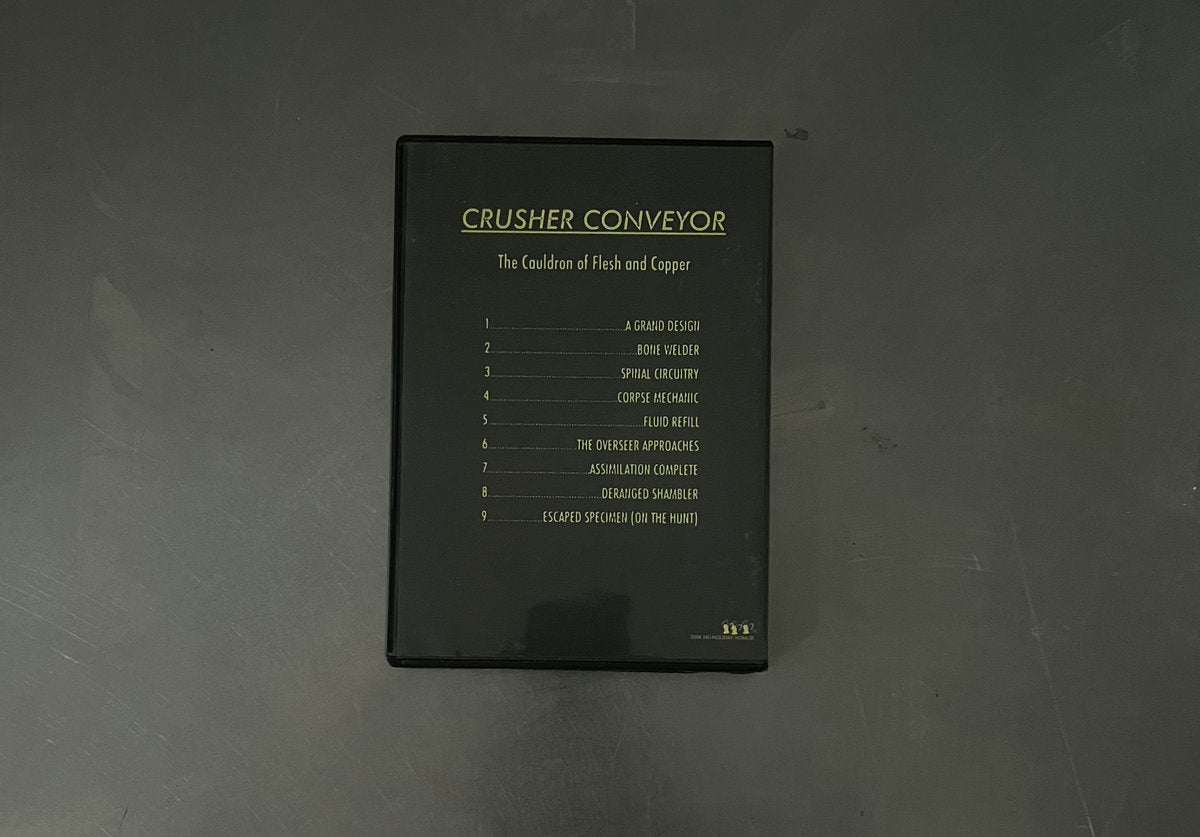 CRUSHER CONVEYOR
The Cauldron of Flesh and Copper
1 A GRAND DESIGN
2 BONE WELDER
3 SPINAL CIRCUITRY
4 CORPSE MECHANIC
5 FLUID REFILL
6 THE OVERSEER APPROACHES
7 ASSIMILATION COMPLETE
8 DERANGED SHAMBLER
9 ESCAPED SPECIMEN (ON THE HUNT)
NO HOLIDAY